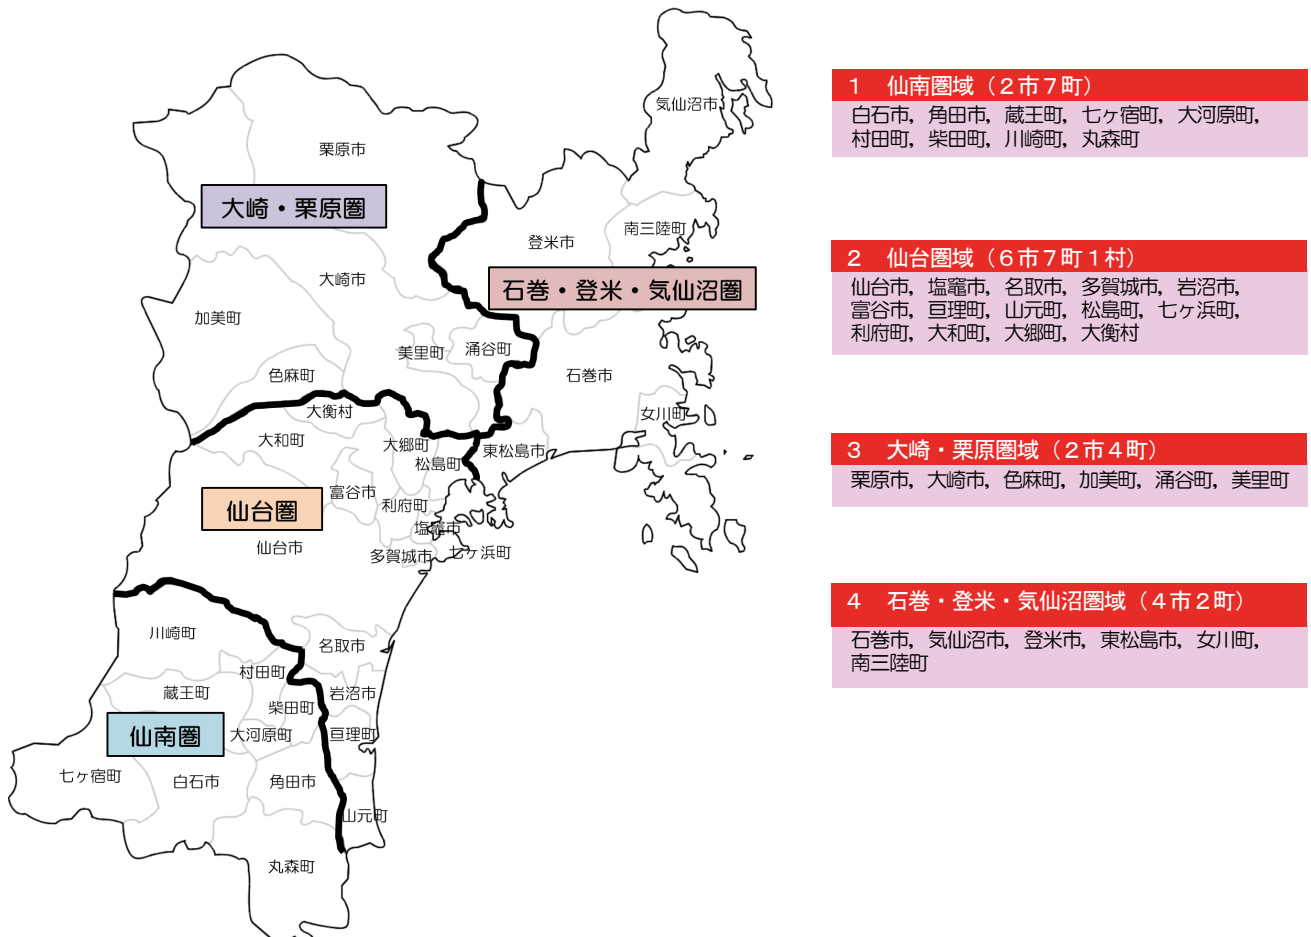 気仙沼市
栗原市
大崎・栗原圏
南三陸町
登米市
大崎市
石巻・登米・気仙沼圏
加美町
美里町
涌谷町
色麻町
石巻市
大衡村
女川町
大和町
大郷町
東松島市
松島町
富谷市
利府町
仙台圏
塩竈市
仙台市
多賀城市
七ヶ浜町
川崎町
名取市
村田町
蔵王町
岩沼市
柴田町
仙南圏
大河原町
亘理町
七ヶ宿町
白石市
角田市
山元町
丸森町
1 仙南圏域（2市7町）
白石市，角田市，蔵王町，七ヶ宿町，大河原町，
村田町，柴田町，川崎町，丸森町
2 仙台圏域（6市7町1村）
仙台市，塩竈市，名取市，多賀城市，岩沼市，
富谷市，亘理町，山元町，松島町，七ヶ浜町，
利府町，大和町，大郷町，大衡村
3 大崎・栗原圏域（2市4町）
栗原市，大崎市，色麻町，加美町，涌谷町，美里町
4 石巻・登米・気仙沼圏域（4市2町）
石巻市，気仙沼市，登米市，東松島市，女川町，
南三陸町